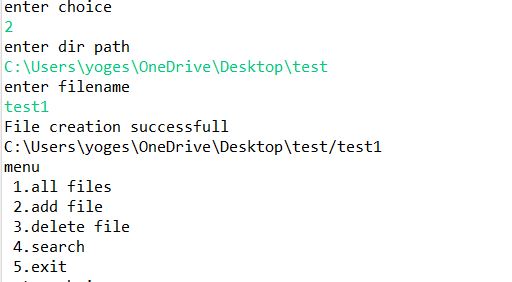 enter choice
2
enter dir path
C:\Users\yoges\OneDrive\Desktop\test
enter filename
test1
File creation successfull
C:\Users\yoges\OneDrive\Desktop\test/test1
menu
1.all files
2.add file
3.delete file
4.search
5.exit